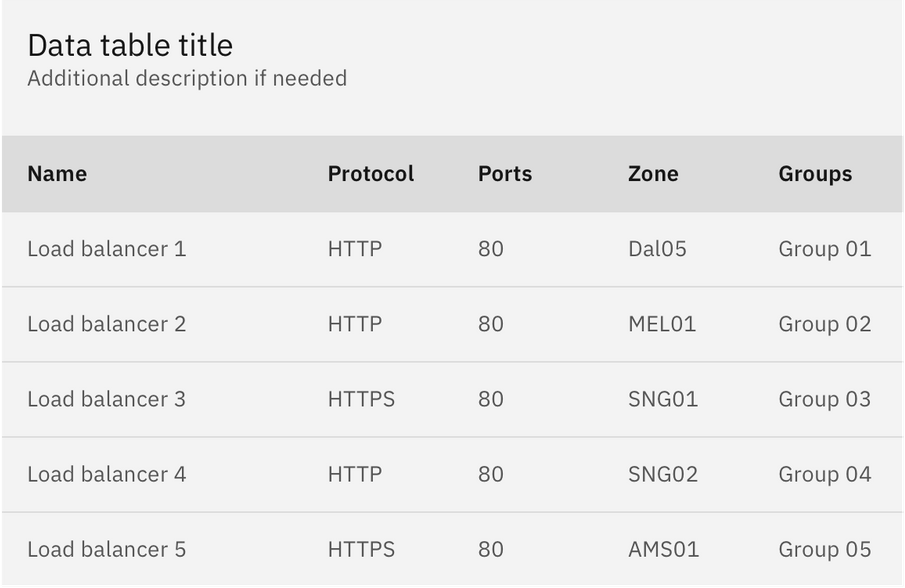 Data table title
Additional description if needed
Name Protocol Ports Zone Groups
Load balancer 1 HTTP 80 Dal05 Group 01
Load balancer 2 HTTP 80 MEL01 Group 02
Load balancer 3 HTTPS 80 SNG01 Group 03
Load balancer 4 HTTP 80 SNG02 Group 04
Load balancer 5 HTTPS 80 AMS01 Group 05